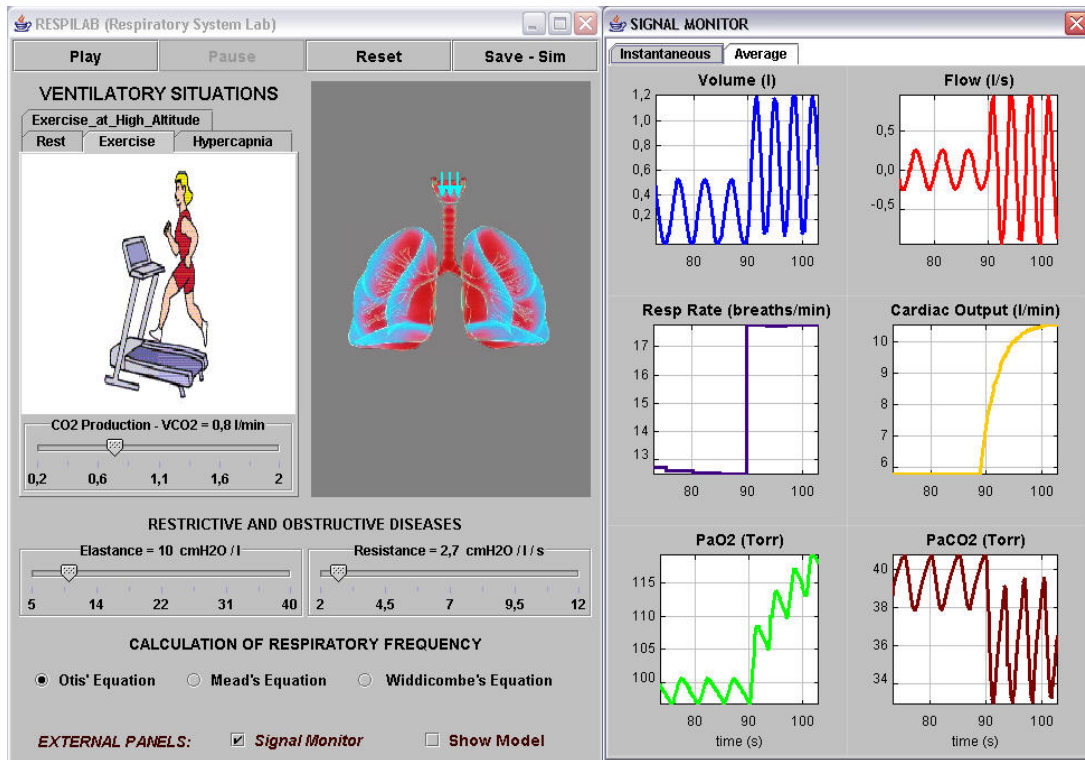 RESPILAB (Respiratory System Lab)
Play Pause Reset Save - Sim
VENTILATORY SITUATIONS
Exercise_at_High_Altitude
Rest Exercise Hypercapnia
CO2 Production - VCO2 = 0,8 l/min
0,2 0,6 1,1 1,6 2
RESTRICTIVE AND OBSTRUCTIVE DISEASES
Elastance = 10 cmH2O / l
5 14 22 31 40
Resistance = 2,7 cmH2O / l / s
2 4,5 7 9,5 12
CALCULATION OF RESPIRATORY FREQUENCY
Otis' Equation Mead's Equation Widdicombe's Equation
EXTERNAL PANELS: Signal Monitor Show Model
SIGNAL MONITOR
Instantaneous Average
Volume (l)
1,2
1,0
0,8
0,6
0,4
0,2
80 90 100
Flow (l/s)
0,5
0,0
-0,5
80 90 100
Resp Rate (breaths/min)
17
16
15
14
13
80 90 100
Cardiac Output (l/min)
10
9
8
7
6
80 90 100
PaO2 (Torr)
115
110
105
100
80 90 100
time (s)
PaCO2 (Torr)
40
38
36
34
80 90 100
time (s)